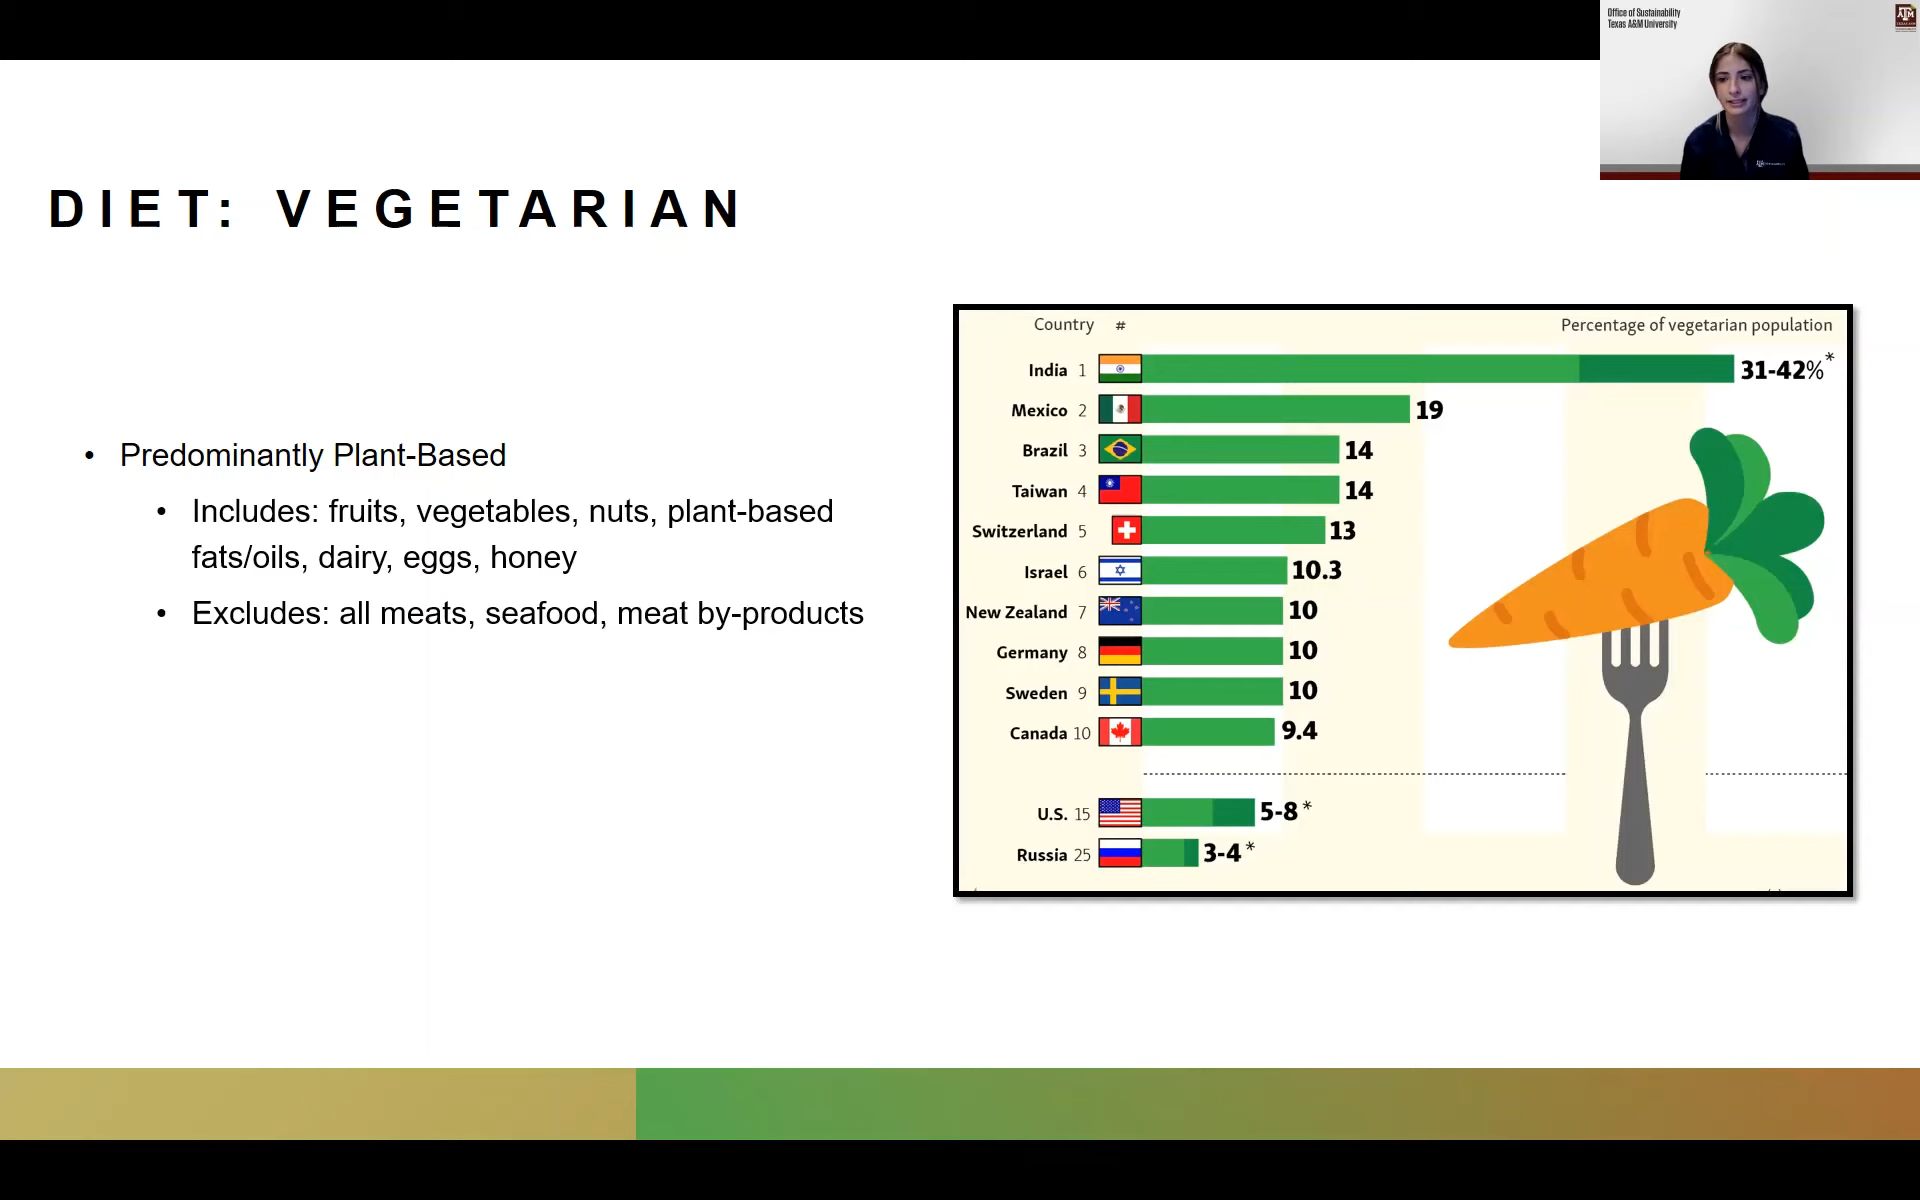 Office of Sustainability
Texas A&M University
DIET: VEGETARIAN
• Predominantly Plant-Based
• Includes: fruits, vegetables, nuts, plant-based
fats/oils, dairy, eggs, honey
• Excludes: all meats, seafood, meat by-products
Country # Percentage of vegetarian population
India 1 31-42%*
Mexico 2 19
Brazil 3 14
Taiwan 4 14
Switzerland 5 13
Israel 6 10.3
New Zealand 7 10
Germany 8 10
Sweden 9 10
Canada 10 9.4
U.S. 15 5-8*
Russia 25 3-4*